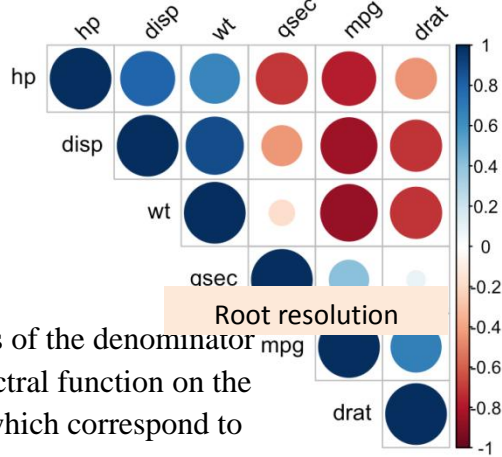 hp disp wt qsec mpg drat
hp
1
0.8
disp
0.6
0.4
wt
0.2
0
qsec
-0.2
Root resolution
s of the denominator
mpg
-0.4
ctral function on the
-0.6
which correspond to
drat
-0.8
-1